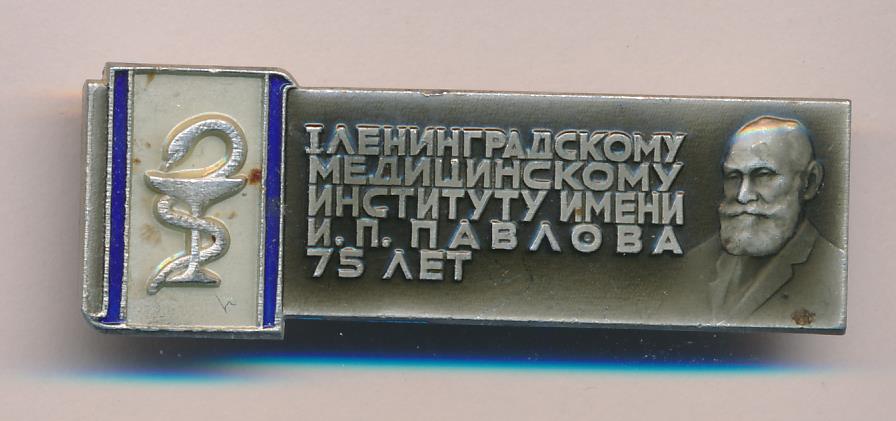 I ЛЕНИНГРАДСКОМУ
МЕДИЦИНСКОМУ
ИНСТИТУТУ ИМЕНИ
И. П. ПАВЛОВА
75 ЛЕТ